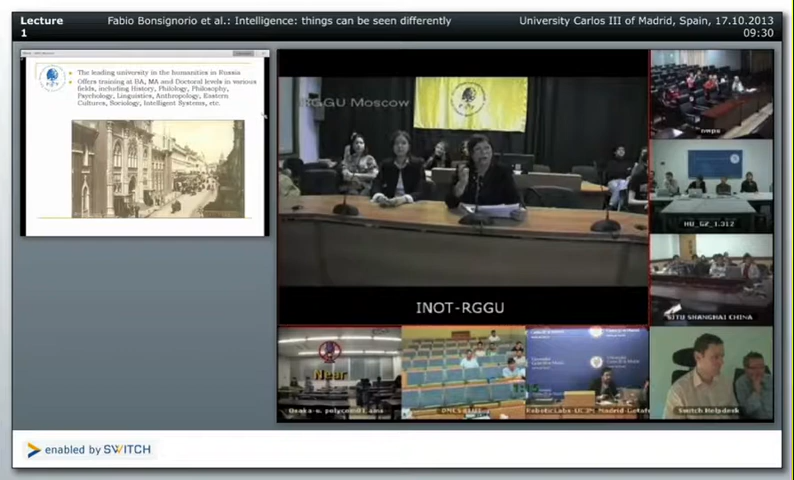 Lecture 1
Fabio Bonsignorio et al.: Intelligence: things can be seen differently
University Carlos III of Madrid, Spain, 17.10.2013
09:30
The leading university in the humanities in Russia
Offers training at BA, MA and Doctoral levels in various
fields, including History, Philology, Philosophy,
Psychology, Linguistics, Anthropology, Eastern
Cultures, Sociology, Intelligent Systems, etc.
RGGU Moscow
INOT-RGGU
nwpu
HU_G2_1.312
SJTU SHANGHAI CHINA
Near
Switch Helpdesk
enabled by SWITCH